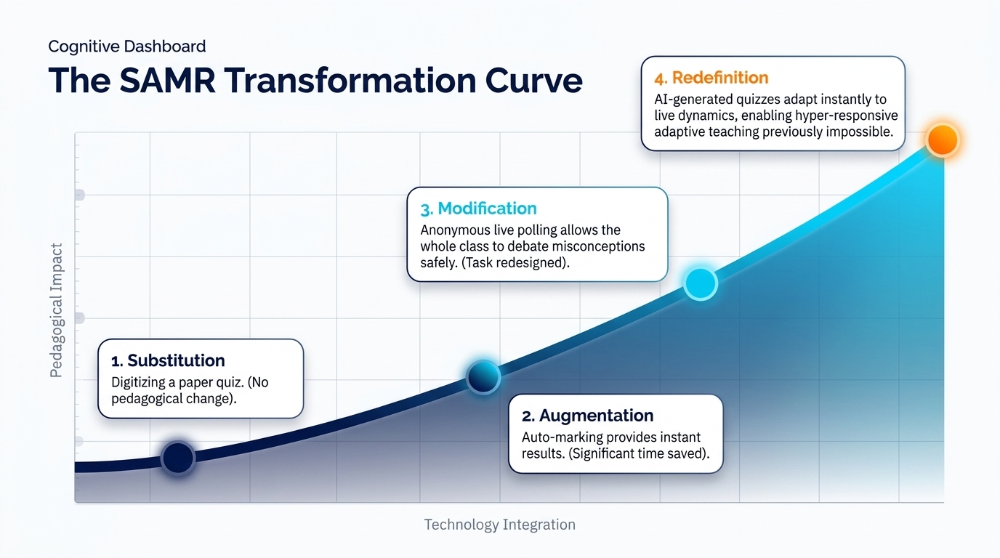 Cognitive Dashboard
The SAMR Transformation Curve
4. Redefinition
AI-generated quizzes adapt instantly to
live dynamics, enabling hyper-responsive
adaptive teaching previously impossible.
3. Modification
Anonymous live polling allows the
whole class to debate misconceptions
safely. (Task redesigned).
Pedagogical Impact
1. Substitution
Digitizing a paper quiz. (No
pedagogical change).
2. Augmentation
Auto-marking provides instant
results. (Significant time saved).
Technology Integration